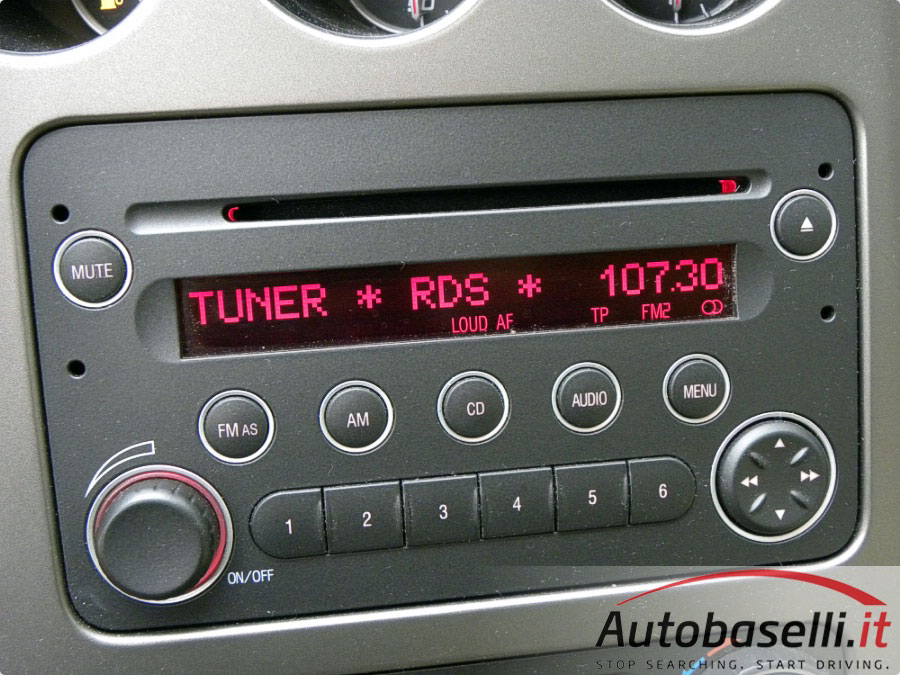 MUTE
TUNER * RDS * 107.30
LOUD AF TP FM2
FM AS AM CD AUDIO MENU
1 2 3 4 5 6
ON/OFF
Autobaselli.it
STOP SEARCHING. START DRIVING.